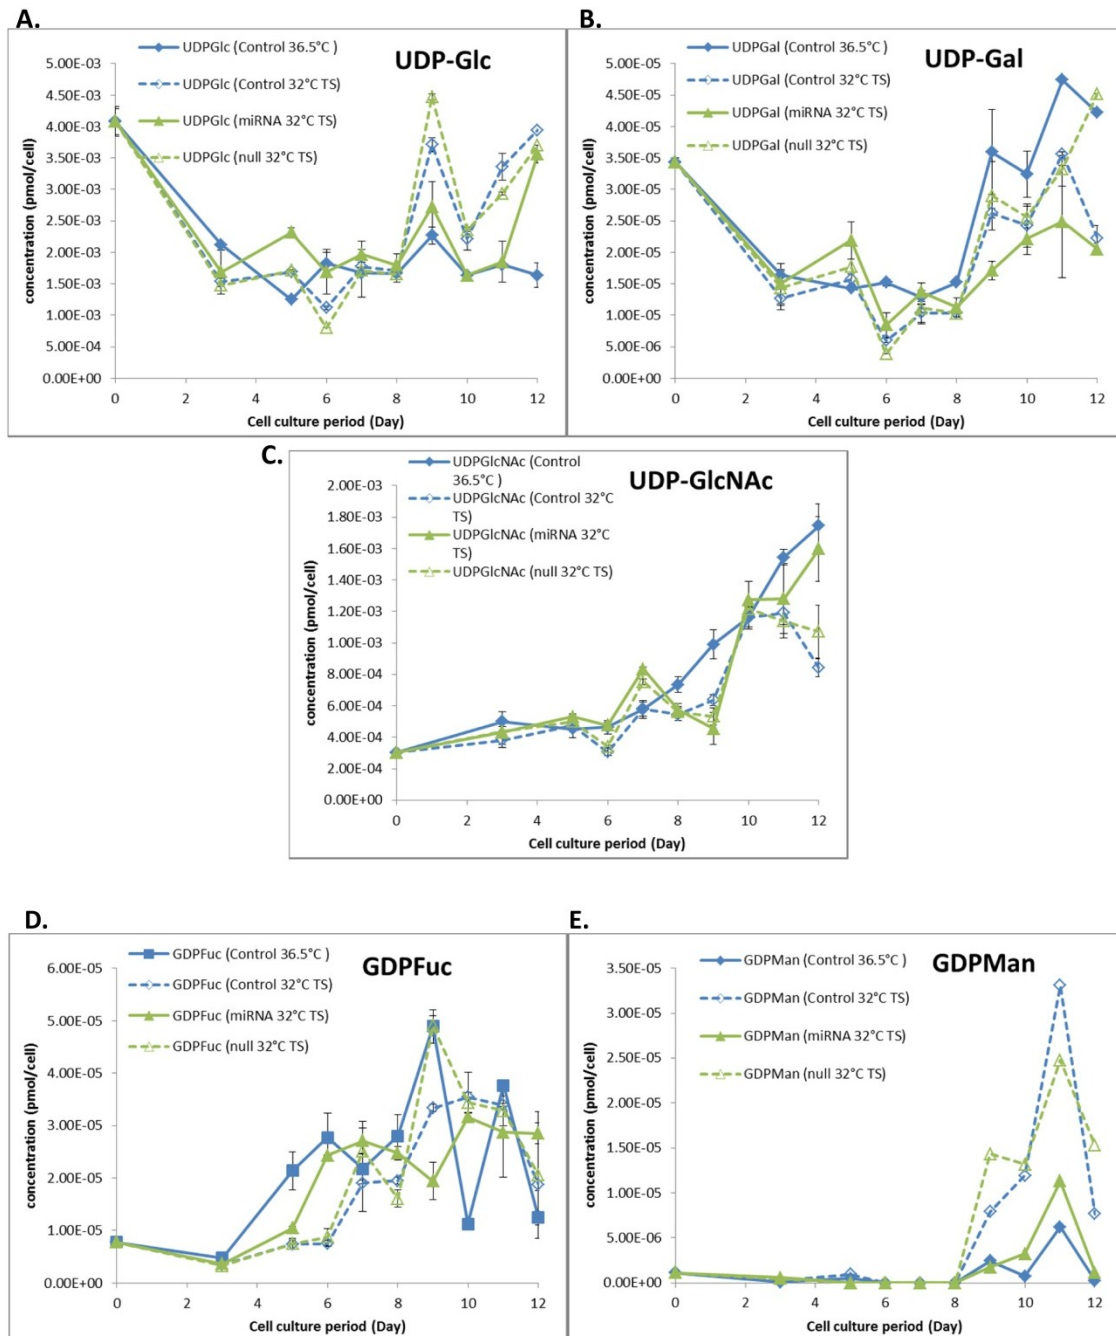 A.
UDPGlc (Control 36.5°C )
UDPGlc (Control 32°C TS)
UDPGlc (miRNA 32°C TS)
UDPGlc (null 32°C TS)
UDP-Glc
5.00E-03
4.50E-03
4.00E-03
3.50E-03
3.00E-03
2.50E-03
2.00E-03
1.50E-03
1.00E-03
5.00E-04
0.00E+00
concentration (pmol/cell)
0 2 4 6 8 10 12
Cell culture period (Day)
B.
UDPGal (Control 36.5°C )
UDPGal (Control 32°C TS)
UDPGal (miRNA 32°C TS)
UDPGal (null 32°C TS)
UDP-Gal
5.00E-05
4.50E-05
4.00E-05
3.50E-05
3.00E-05
2.50E-05
2.00E-05
1.50E-05
1.00E-05
5.00E-06
0.00E+00
concentration (pmol/cell)
0 2 4 6 8 10 12
Cell culture period (Day)
C.
UDPGlcNAc (Control
36.5°C )
UDPGlcNAc (Control 32°C
TS)
UDPGlcNAc (miRNA 32°C
TS)
UDPGlcNAc (null 32°C TS)
UDP-GlcNAc
2.00E-03
1.80E-03
1.60E-03
1.40E-03
1.20E-03
1.00E-03
8.00E-04
6.00E-04
4.00E-04
2.00E-04
0.00E+00
concentration (pmol/cell)
0 2 4 6 8 10 12
Cell culture period (Day)
D.
GDPFuc (Control 36.5°C )
GDPFuc (Control 32°C TS)
GDPFuc (miRNA 32°C TS)
GDPFuc (null 32°C TS)
GDPFuc
6.00E-05
5.00E-05
4.00E-05
3.00E-05
2.00E-05
1.00E-05
0.00E+00
concentration (pmol/cell)
0 2 4 6 8 10 12
Cell culture period (Day)
E.
GDPMan (Control 36.5°C )
GDPMan (Control 32°C TS)
GDPMan (miRNA 32°C TS)
GDPMan (null 32°C TS)
GDPMan
3.50E-05
3.00E-05
2.50E-05
2.00E-05
1.50E-05
1.00E-05
5.00E-06
0.00E+00
concentration (pmol/cell)
0 2 4 6 8 10 12
Cell culture period (Day)